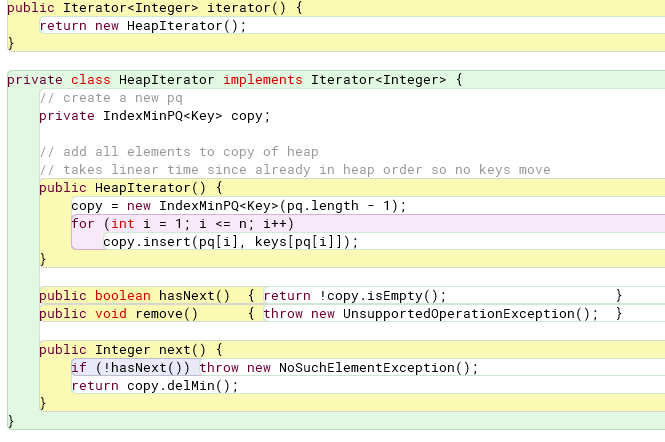 public Iterator<Integer> iterator() {
    return new HeapIterator();
}

private class HeapIterator implements Iterator<Integer> {
    // create a new pq
    private IndexMinPQ<Key> copy;

    // add all elements to copy of heap
    // takes linear time since already in heap order so no keys move
    public HeapIterator() {
        copy = new IndexMinPQ<Key>(pq.length - 1);
        for (int i = 1; i <= n; i++)
            copy.insert(pq[i], keys[pq[i]]);
    }

    public boolean hasNext()  { return !copy.isEmpty();                     }
    public void remove()      { throw new UnsupportedOperationException();  }

    public Integer next() {
        if (!hasNext()) throw new NoSuchElementException();
        return copy.delMin();
    }
}